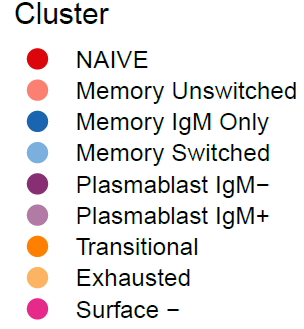 Cluster
NAIVE
Memory Unswitched
Memory IgM Only
Memory Switched
Plasmablast IgM−
Plasmablast IgM+
Transitional
Exhausted
Surface −